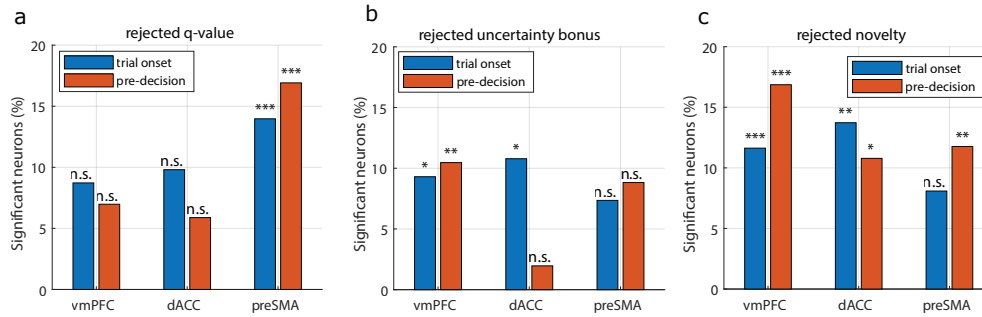 a
rejected q-value
Significant neurons (%)
20
15
10
5
0
trial onset
pre-decision
n.s.
n.s.
n.s.
n.s.
***
***
vmPFC
dACC
preSMA
b
rejected uncertainty bonus
Significant neurons (%)
20
15
10
5
0
trial onset
pre-decision
*
**
*
n.s.
n.s.
n.s.
vmPFC
dACC
preSMA
c
rejected novelty
Significant neurons (%)
20
15
10
5
0
trial onset
pre-decision
***
***
**
*
n.s.
**
vmPFC
dACC
preSMA